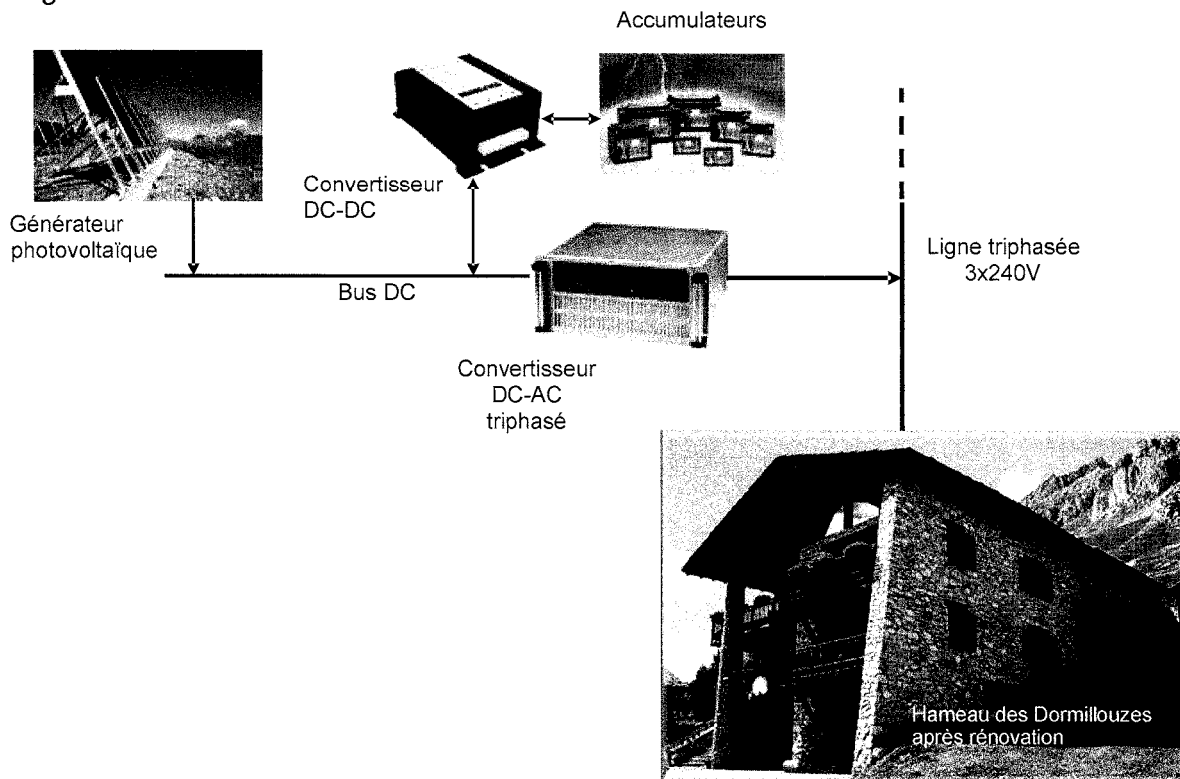 Accumulateurs
Convertisseur
DC-DC
Générateur
photovoltaïque
Ligne triphasée
3x240V
Bus DC
Convertisseur
DC-AC
triphasé
Hameau des Dormillouzes
après rénovation